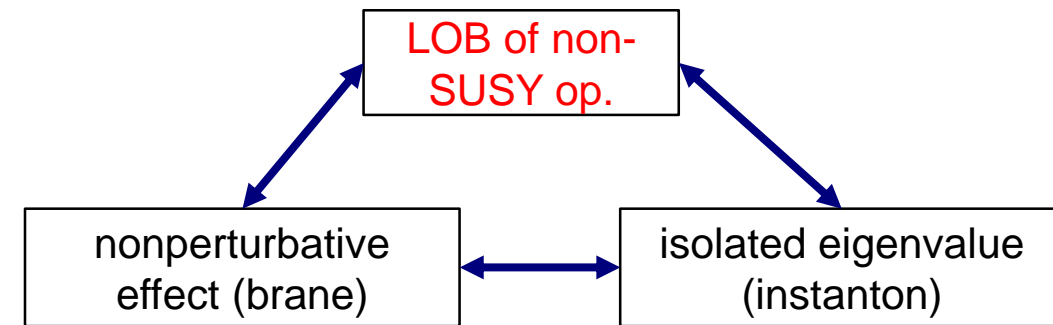 LOB of non-
SUSY op.
nonperturbative
effect (brane)
isolated eigenvalue
(instanton)